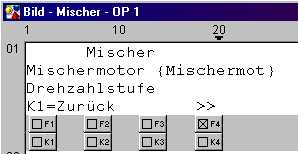 Bild - Mischer - OP 1
1 10 20
01 Mischer
Mischermotor {Mischermot}
Drehzahlstufe
K1=Zurück >>
F1 F2 F3 F4
K1 K2 K3 K4